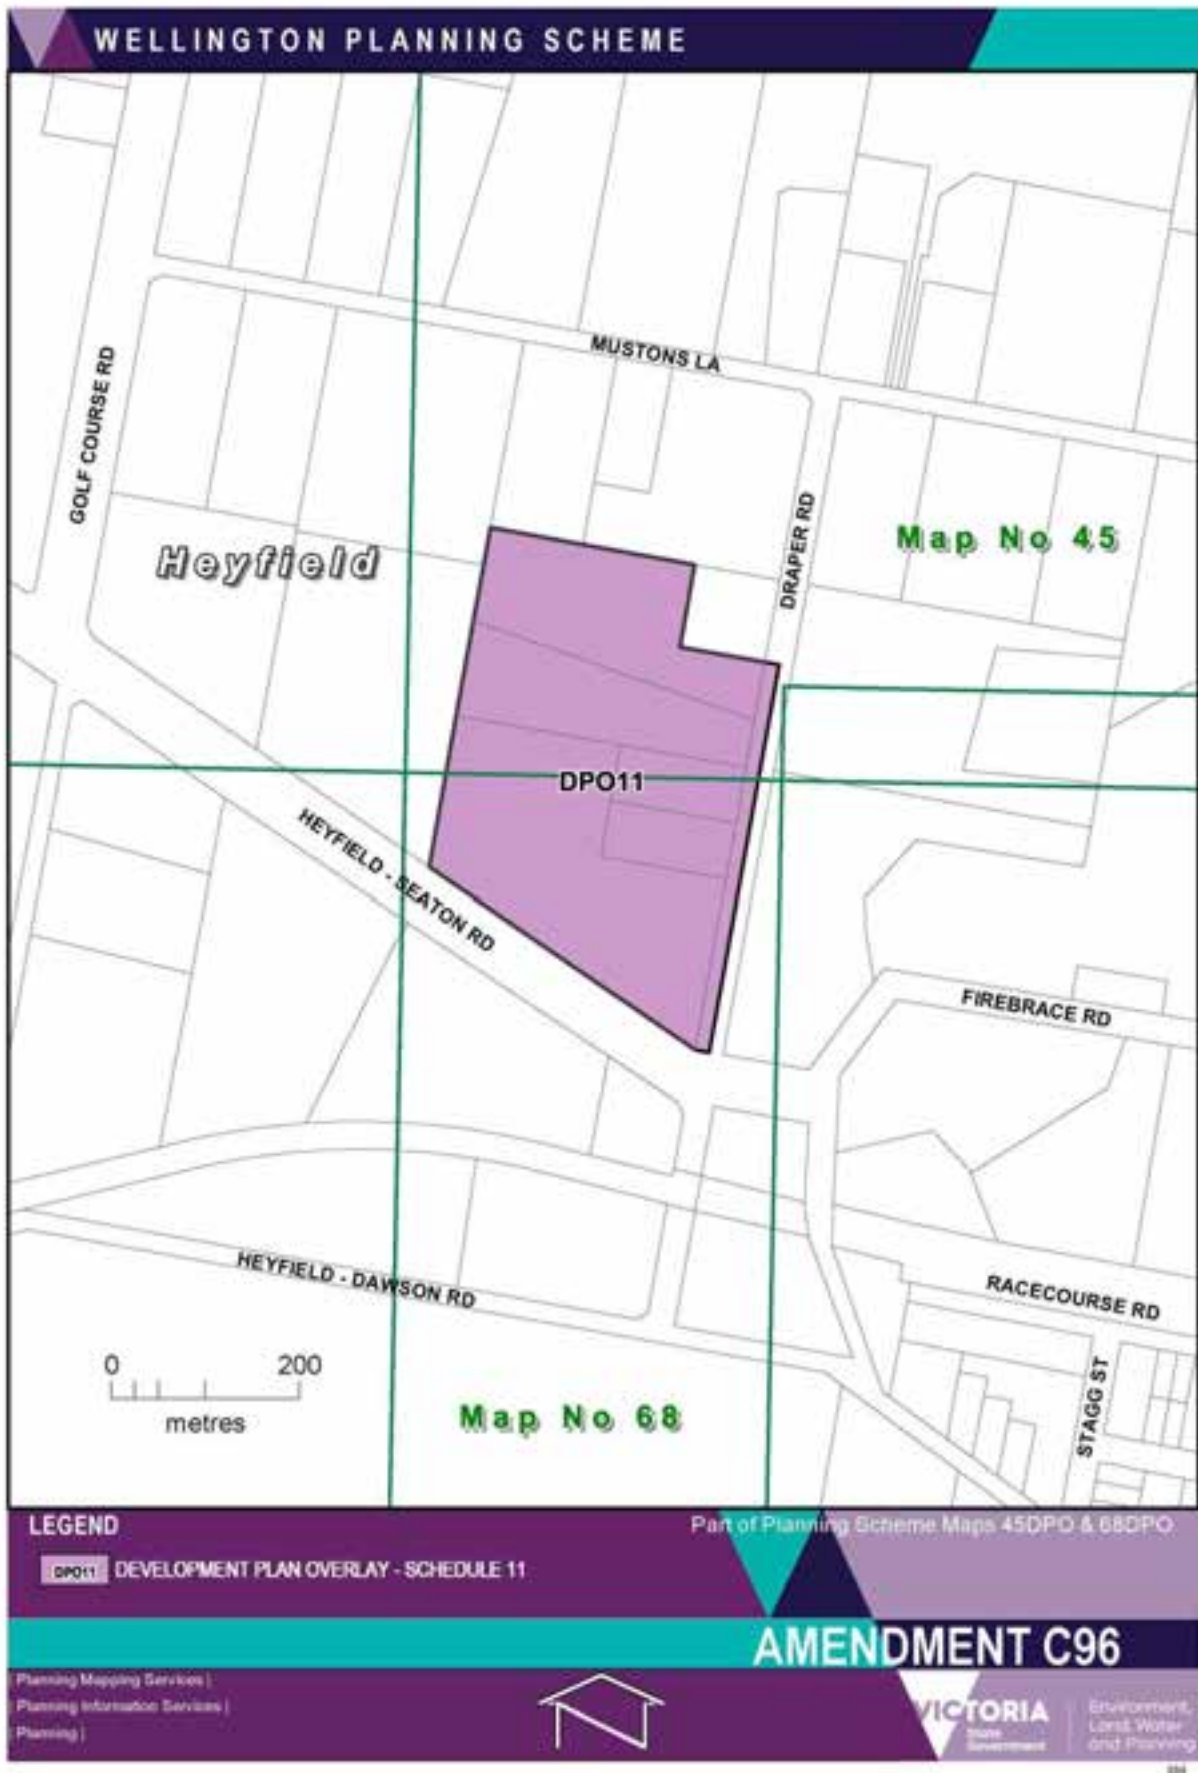 WELLINGTON PLANNING SCHEME
MUSTONS LA
GOLF COURSE RD
DRAPER RD
Map No 45
Heyfield
DPO11
HEYFIELD - SEATON RD
FIREBRACE RD
HEYFIELD - DAWSON RD
RACECOURSE RD
STAGG ST
0 200
metres
Map No 68
LEGEND
Part of Planning Scheme Maps 45DPO & 68DPO
DPO11 DEVELOPMENT PLAN OVERLAY - SCHEDULE 11
AMENDMENT C96
| Planning Mapping Services |
| Planning Information Services |
| Planning |
VICTORIA
State
Government
Environment,
Land, Water
and Planning